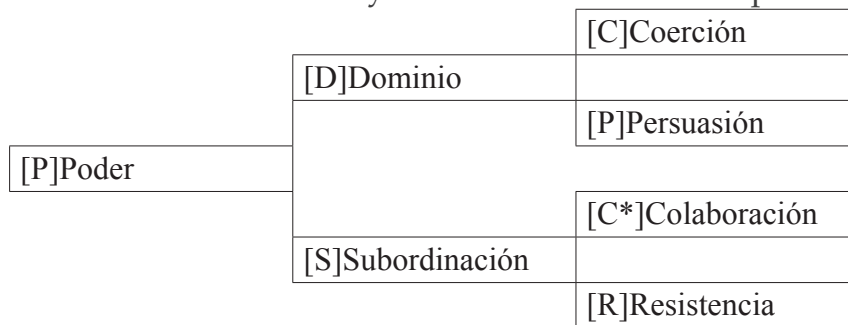 [C]Coerción
[D]Dominio
[P]Persuasión
[P]Poder
[C*]Colaboración
[S]Subordinación
[R]Resistencia